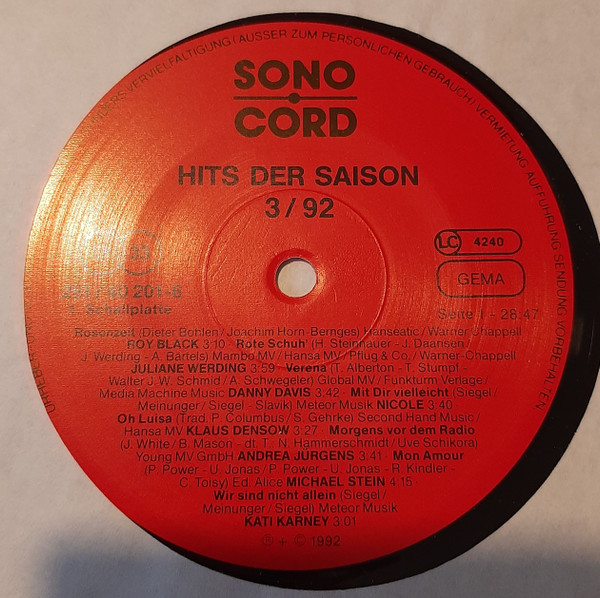 VERVIELFÄLTIGUNG (AUSSER ZUM PERSÖNLICHEN GEBRAUCH) VERMIETUNG AUFFÜHRUNG SENDUNG VORBEHALTEN
SONO
CORD
HITS DER SAISON
3/92
LC 4240
GEMA
33
201-6
1. Schallplatte
Seite 1 - 28:47
Rosenzeit (Dieter Bohlen/Joachim Horn-Bernges) Hanseatic/Warner Chappell
ROY BLACK 3:10 · Rote Schuh' (H. Steinhauer - J. Daansen
J. Werding - A. Bartels) Mambo MV/Hansa MV/Pflug & Co./Warner-Chappell
JULIANE WERDING 3:59 · Verena (T. Alberton - T. Stumpf -
Walter J.W. Schmid/A. Schwegeler) Global MV/Funkturm Verlage/
Media Machine Music DANNY DAVIS 3:42 · Mit Dir vielleicht (Siegel/
Meinunger/Siegel - Slavik) Meteor Musik NICOLE 3:40
Oh Luisa (Trad. P. Columbus/S. Gehrke) Second Hand Music/
Hansa MV KLAUS DENSOW 3:27 · Morgens vor dem Radio
(J. White/B. Mason - dt. T.: N. Hammerschmidt/Uve Schikora)
Young MV GmbH ANDREA JÜRGENS 3:41 · Mon Amour
(P. Power - U. Jonas/P. Power - U. Jonas - R. Kindler -
C. Toisy) Ed. Alice MICHAEL STEIN 4:15 ·
Wir sind nicht allein (Siegel/
Meinunger/Siegel) Meteor Musik
KATI KARNEY 3:01
℗ + © 1992